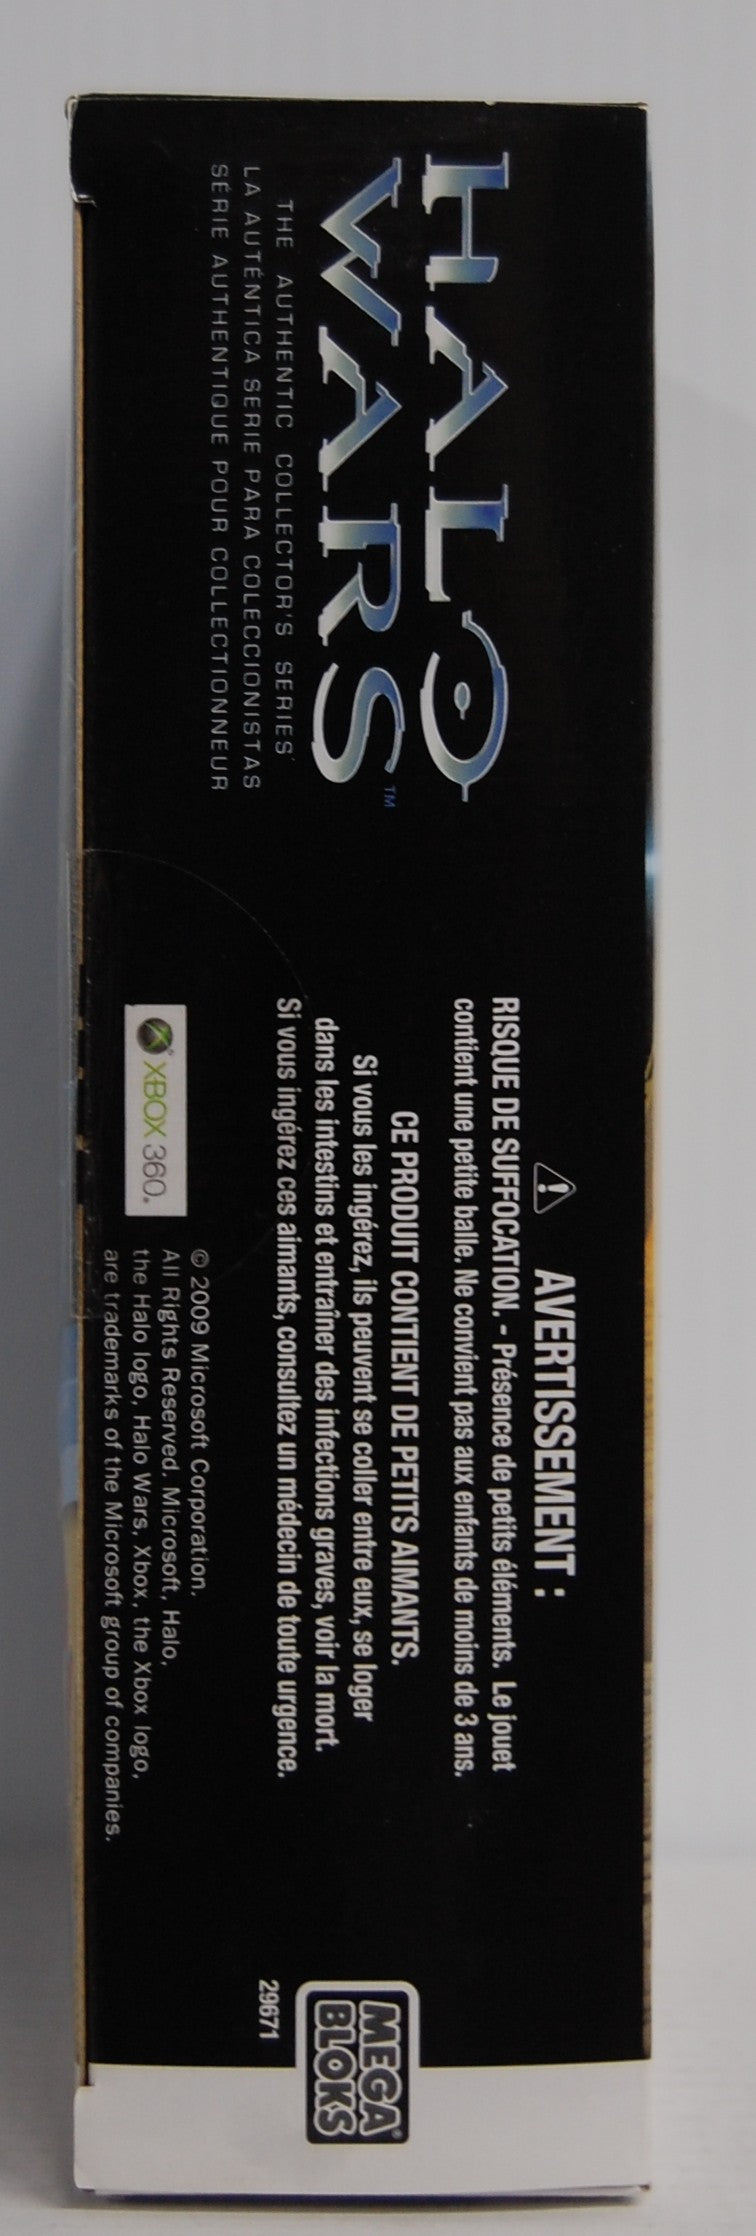 HALO
WARS™
THE AUTHENTIC COLLECTOR'S SERIES
LA AUTÉNTICA SERIE PARA COLECCIONISTAS
SÉRIE AUTHENTIQUE POUR COLLECTIONNEUR
AVERTISSEMENT :
RISQUE DE SUFFOCATION. - Présence de petits éléments. Le jouet
contient une petite balle. Ne convient pas aux enfants de moins de 3 ans.
CE PRODUIT CONTIENT DE PETITS AIMANTS.
Si vous les ingérez, ils peuvent se coller entre eux, se loger
dans les intestins et entraîner des infections graves, voir la mort.
Si vous ingérez ces aimants, consultez un médecin de toute urgence.
XBOX 360.
© 2009 Microsoft Corporation.
All Rights Reserved. Microsoft, Halo,
the Halo logo, Halo Wars, Xbox, the Xbox logo,
are trademarks of the Microsoft group of companies.
MEGA
BLOKS
29671